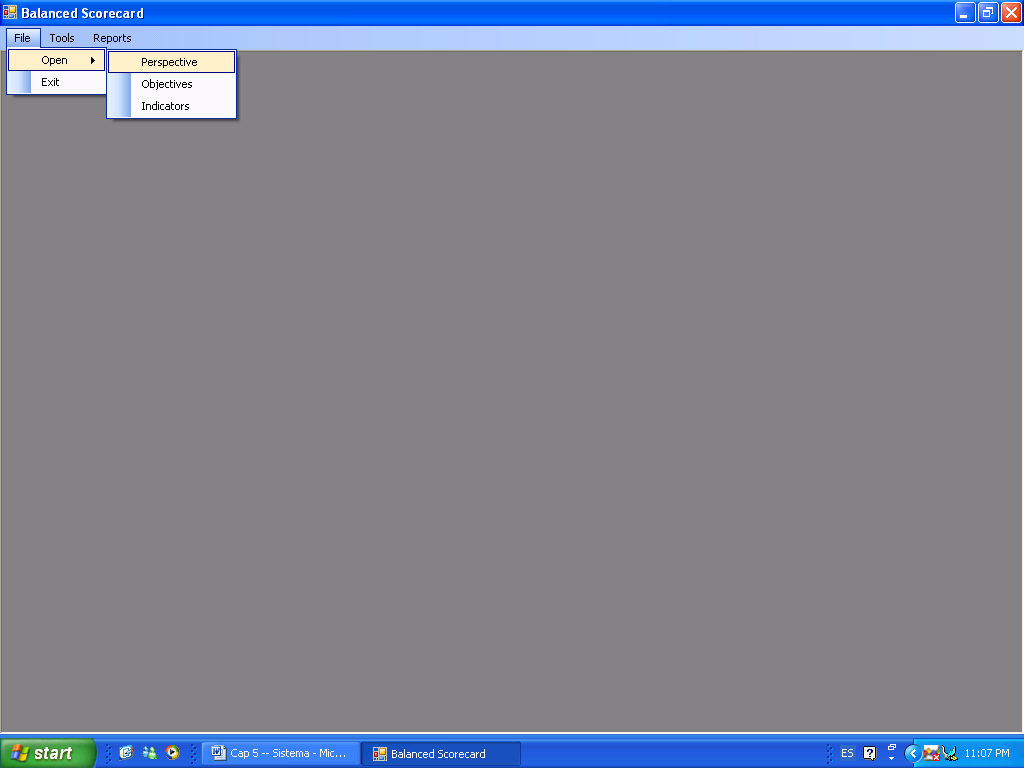 Balanced Scorecard
File Tools Reports
Open Perspective
Exit Objectives
Indicators
start Cap 5 -- Sistema - Mic... Balanced Scorecard ES 11:07 PM